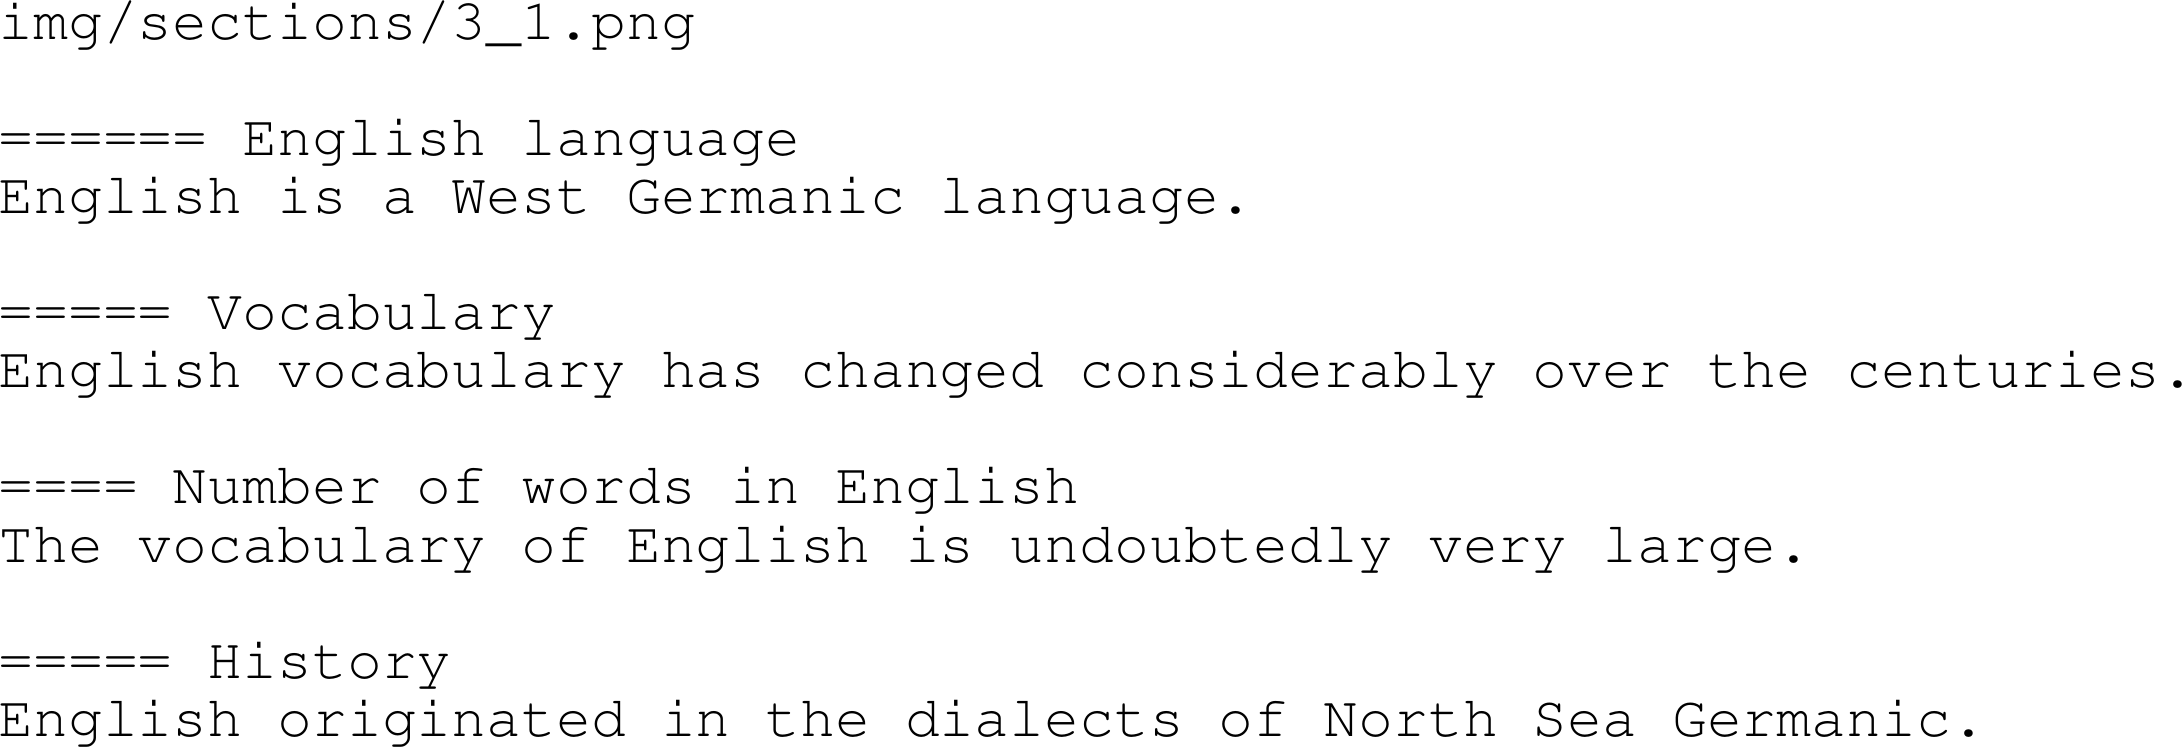 img/sections/3_1.png

====== English language
English is a West Germanic language.

===== Vocabulary
English vocabulary has changed considerably over the centuries.

==== Number of words in English
The vocabulary of English is undoubtedly very large.

===== History
English originated in the dialects of North Sea Germanic.